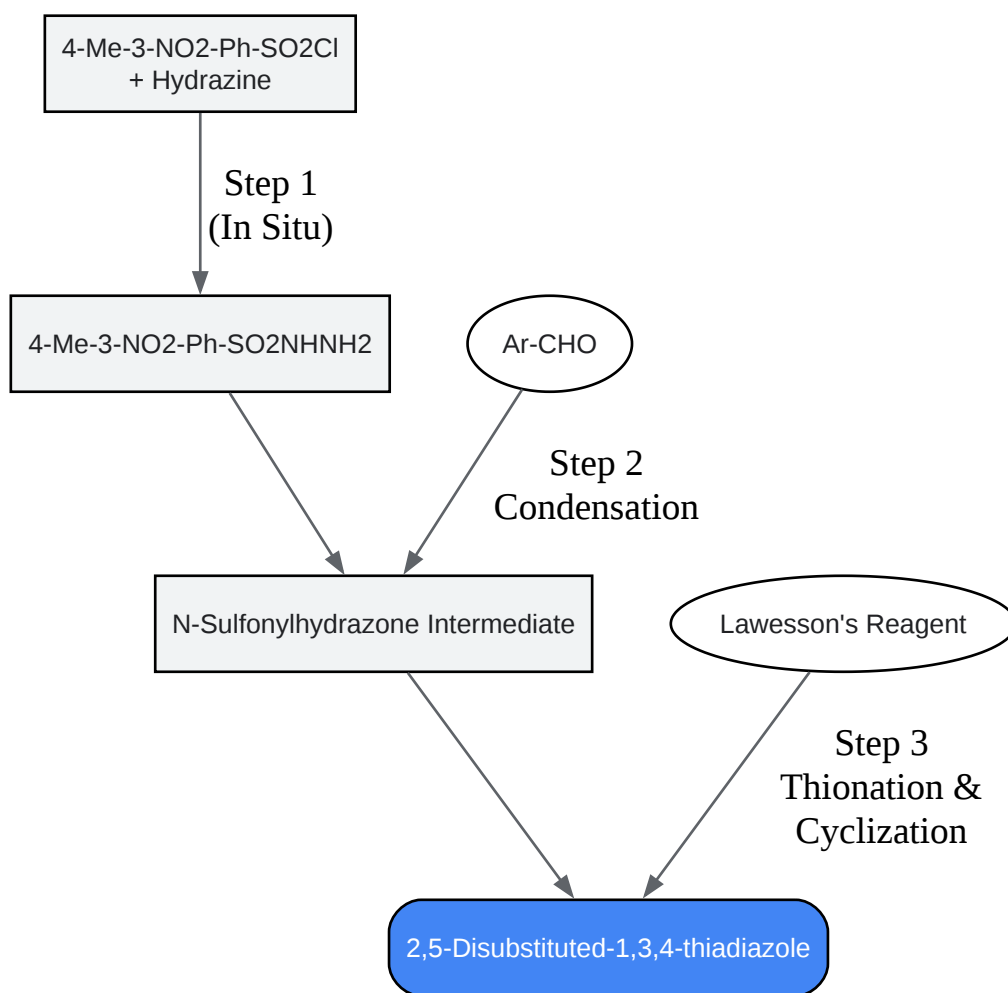 4-Me-3-NO2-Ph-SO2Cl
+ Hydrazine
Step 1
(In Situ)
4-Me-3-NO2-Ph-SO2NHNH2
Ar-CHO
Step 2
Condensation
N-Sulfonylhydrazone Intermediate
Lawesson's Reagent
Step 3
Thionation &
Cyclization
2,5-Disubstituted-1,3,4-thiadiazole